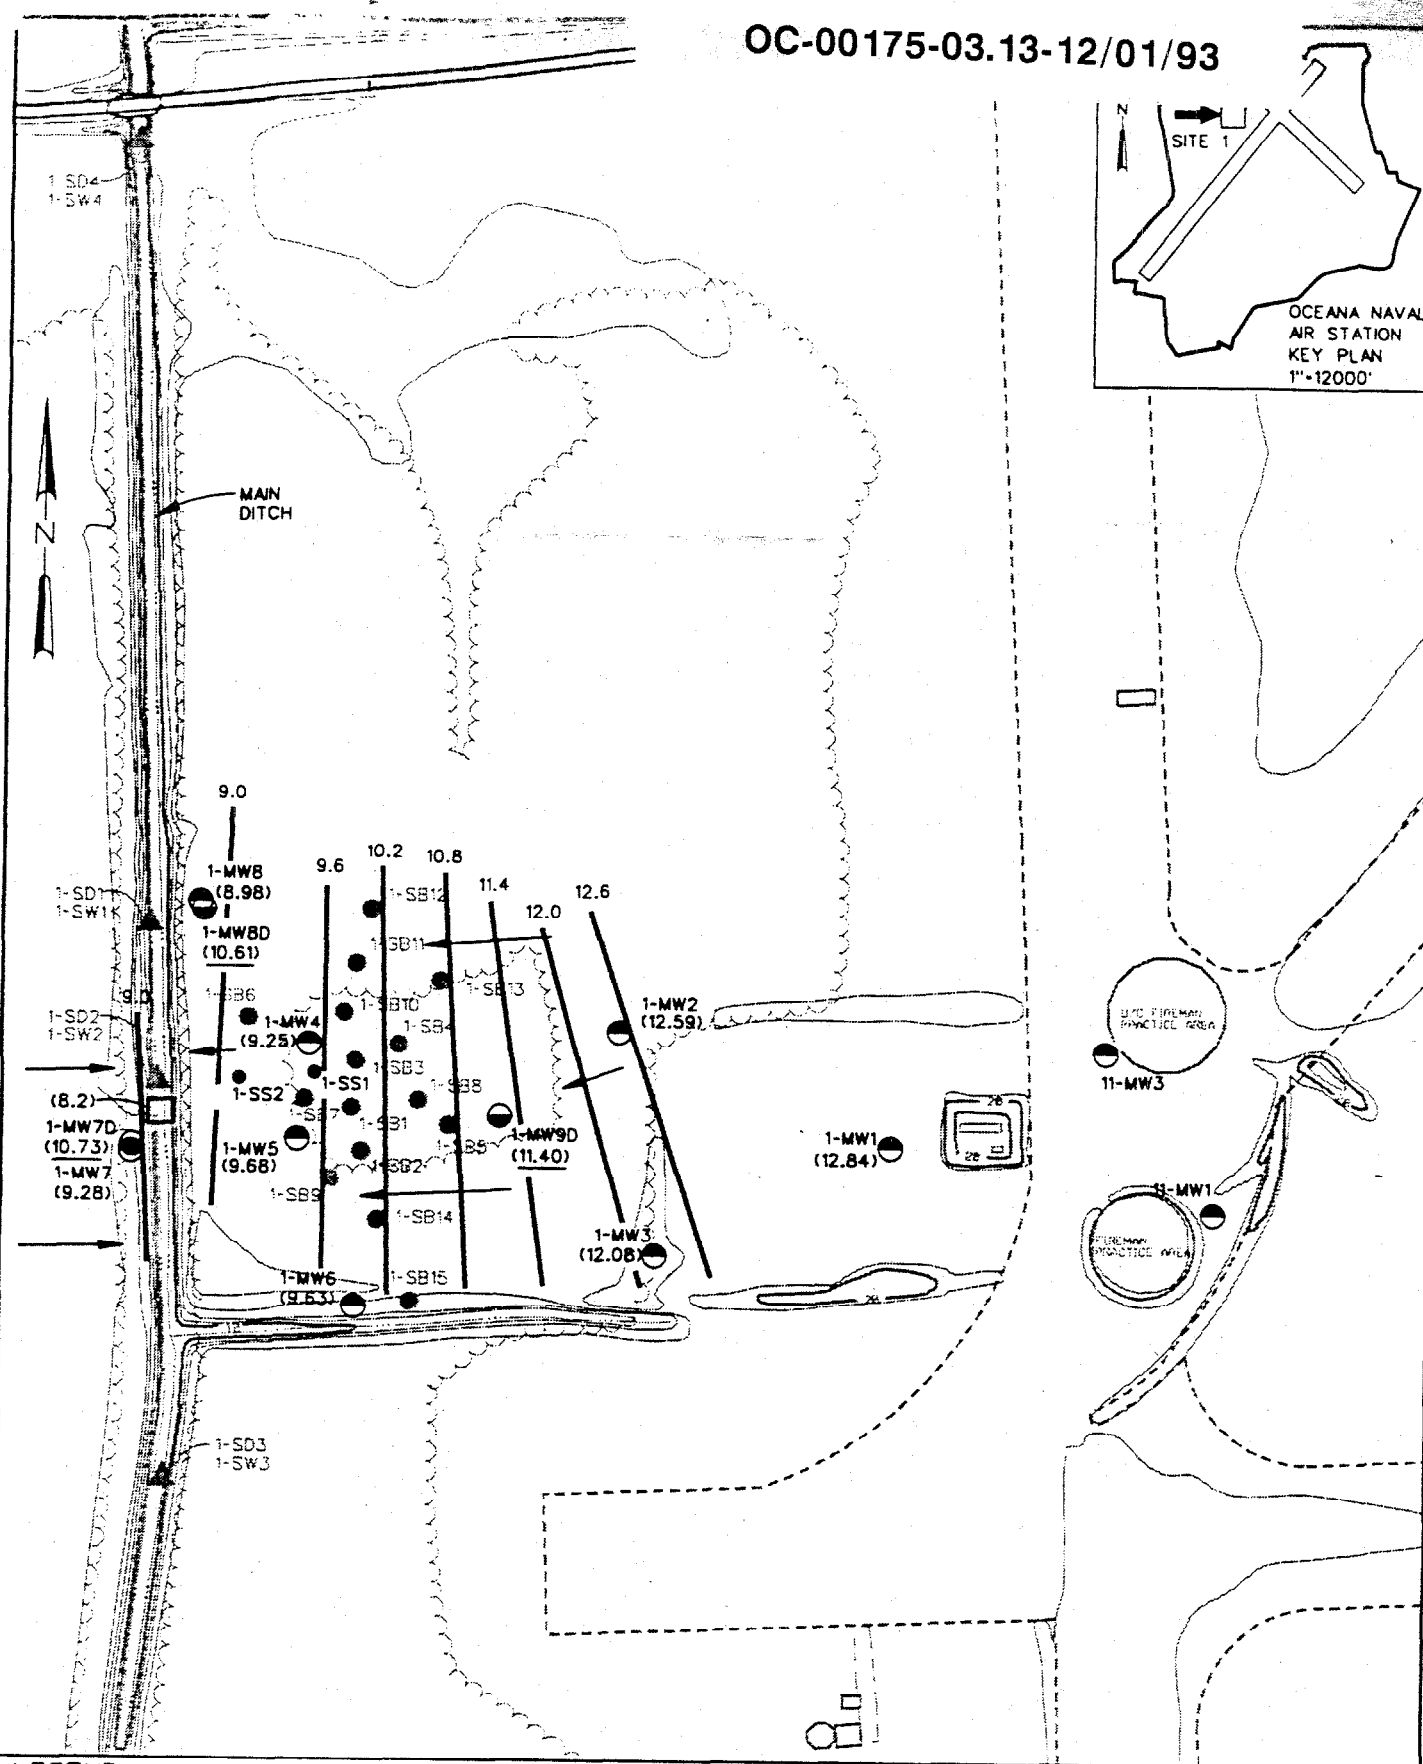 OC-00175-03.13-12/01/93
N
SITE 1
OCEANA NAVAL
AIR STATION
KEY PLAN
1"=12000'
1-SD4
1-SW4
N
MAIN
DITCH
9.0
9.6
10.2
10.8
11.4
12.0
12.6
1-MW8
(8.98)
1-MW8D
(10.61)
1-SB12
1-SD1
1-SW1
1-SB11
1-SB6
1-SB10
1-SB13
1-SD2
1-SW2
1-MW4
(9.25)
1-SB4
1-MW2
(12.59)
1-SB3
1-SS1
1-SS2
1-SB8
(8.2)
1-SB7
1-SB1
1-MW7D
(10.73)
1-MW7
(9.28)
1-MW5
(9.68)
1-SB2
1-SB5
1-MW9D
(11.40)
1-SB9
1-SB14
1-MW3
(12.08)
1-MW6
(9.63)
1-SB15
1-MW1
(12.84)
11-MW3
FIREMAN
PRACTICE AREA
11-MW1
FIREMAN
PRACTICE AREA
1-SD3
1-SW3